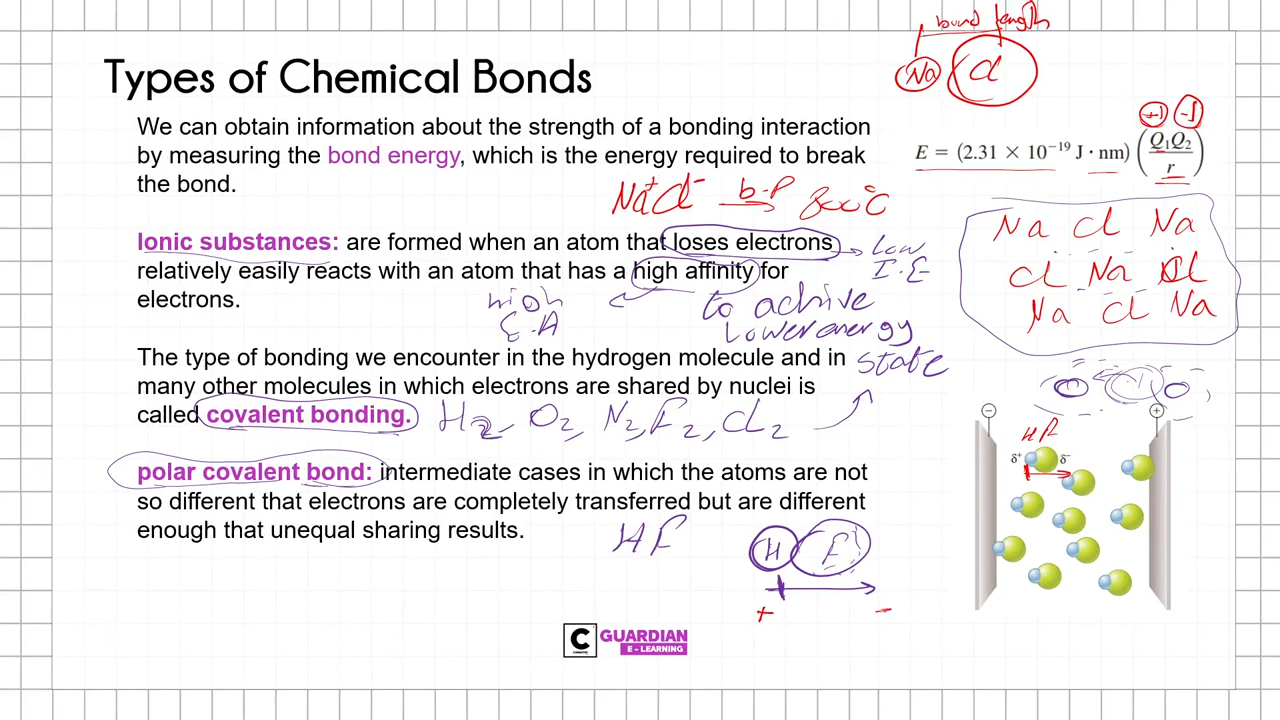 bound length
Na Cl
Types of Chemical Bonds
We can obtain information about the strength of a bonding interaction
by measuring the bond energy, which is the energy required to break
the bond.
+1 -1
E = (2.31 × 10⁻¹⁹ J · nm) (Q₁Q₂/r)
Na⁺Cl⁻ b.P 800°C
Ionic substances: are formed when an atom that loses electrons
relatively easily reacts with an atom that has a high affinity for
electrons.
Low
I.E
high
E.A
to achive
Lower energy
state
Na Cl Na
Cl Na Cl
Na Cl Na
The type of bonding we encounter in the hydrogen molecule and in
many other molecules in which electrons are shared by nuclei is
called covalent bonding.
H₂, O₂, N₂, F₂, Cl₂
polar covalent bond: intermediate cases in which the atoms are not
so different that electrons are completely transferred but are different
enough that unequal sharing results.
HF
H F
+ -
− +
HF
δ+ δ−
C
CHEMISTRY
GUARDIAN
E - LEARNING